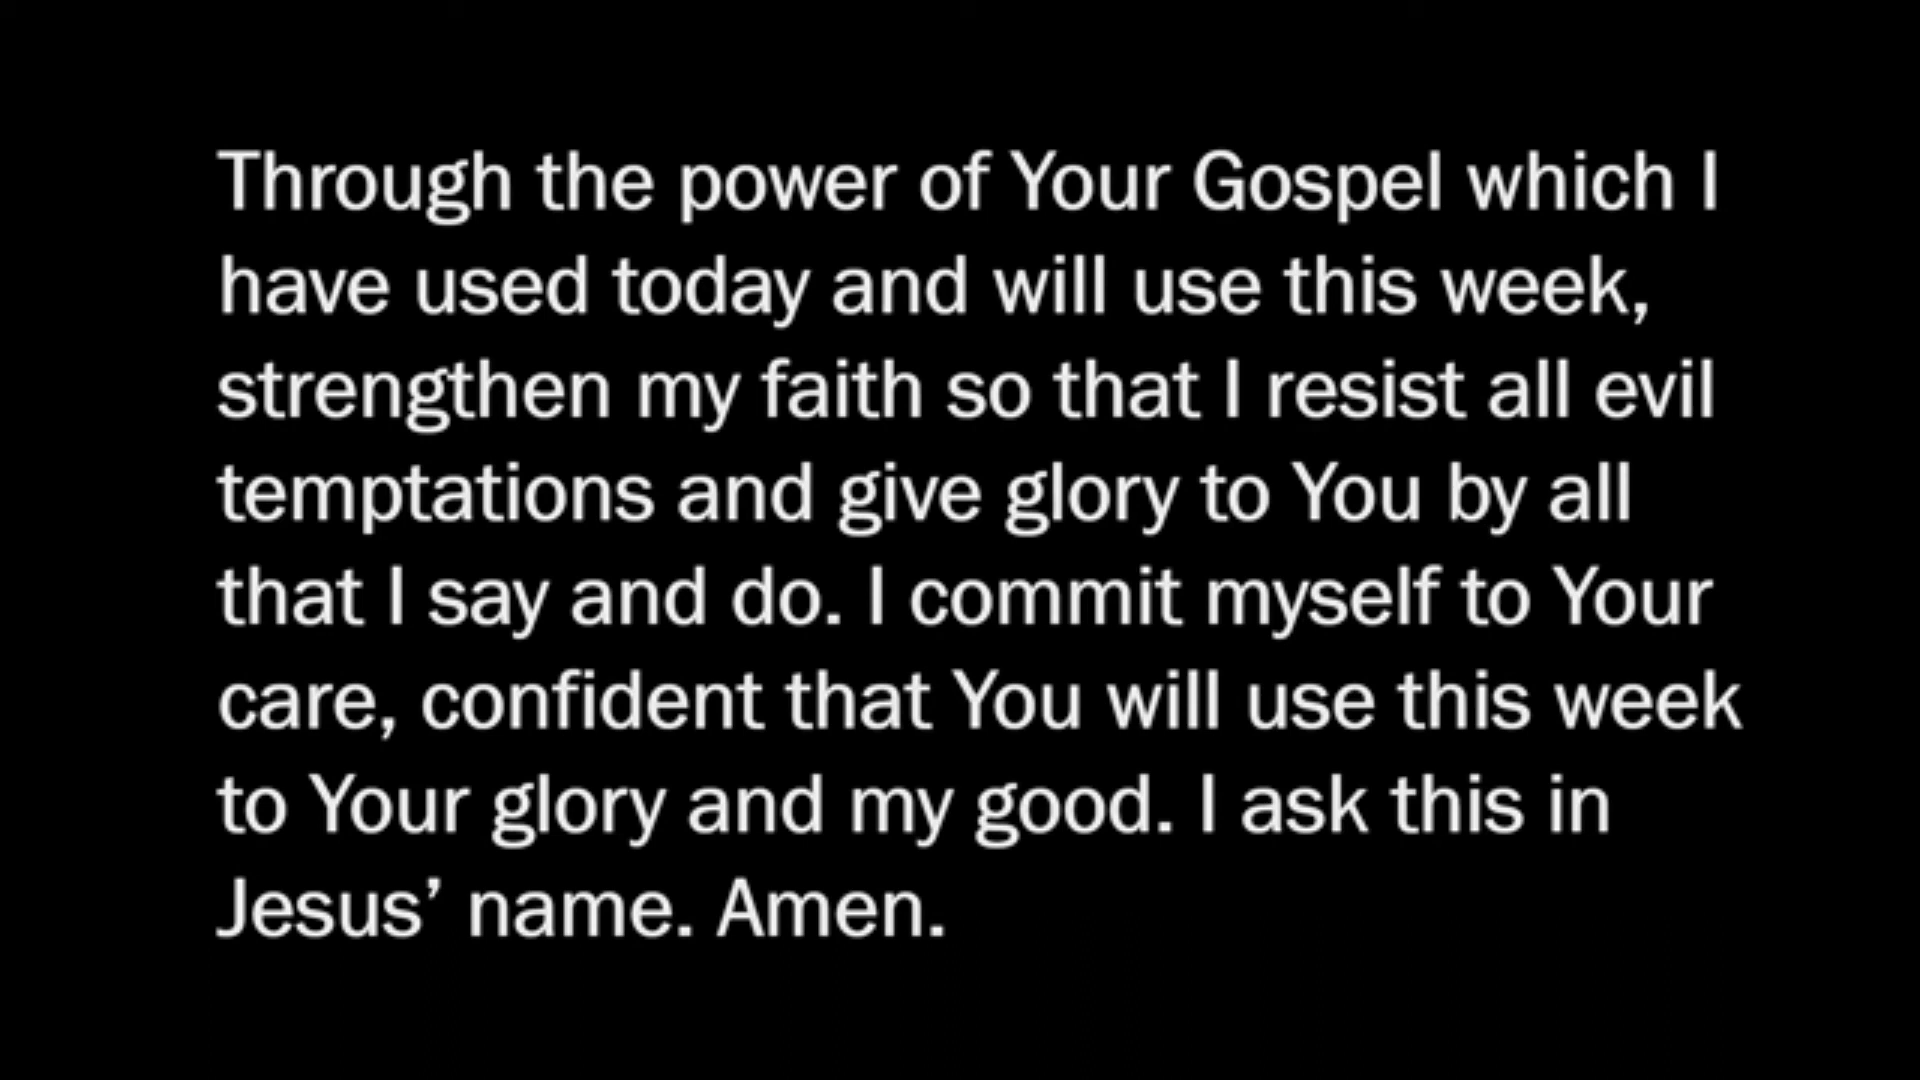 Through the power of Your Gospel which I
have used today and will use this week,
strengthen my faith so that I resist all evil
temptations and give glory to You by all
that I say and do. I commit myself to Your
care, confident that You will use this week
to Your glory and my good. I ask this in
Jesus’ name. Amen.